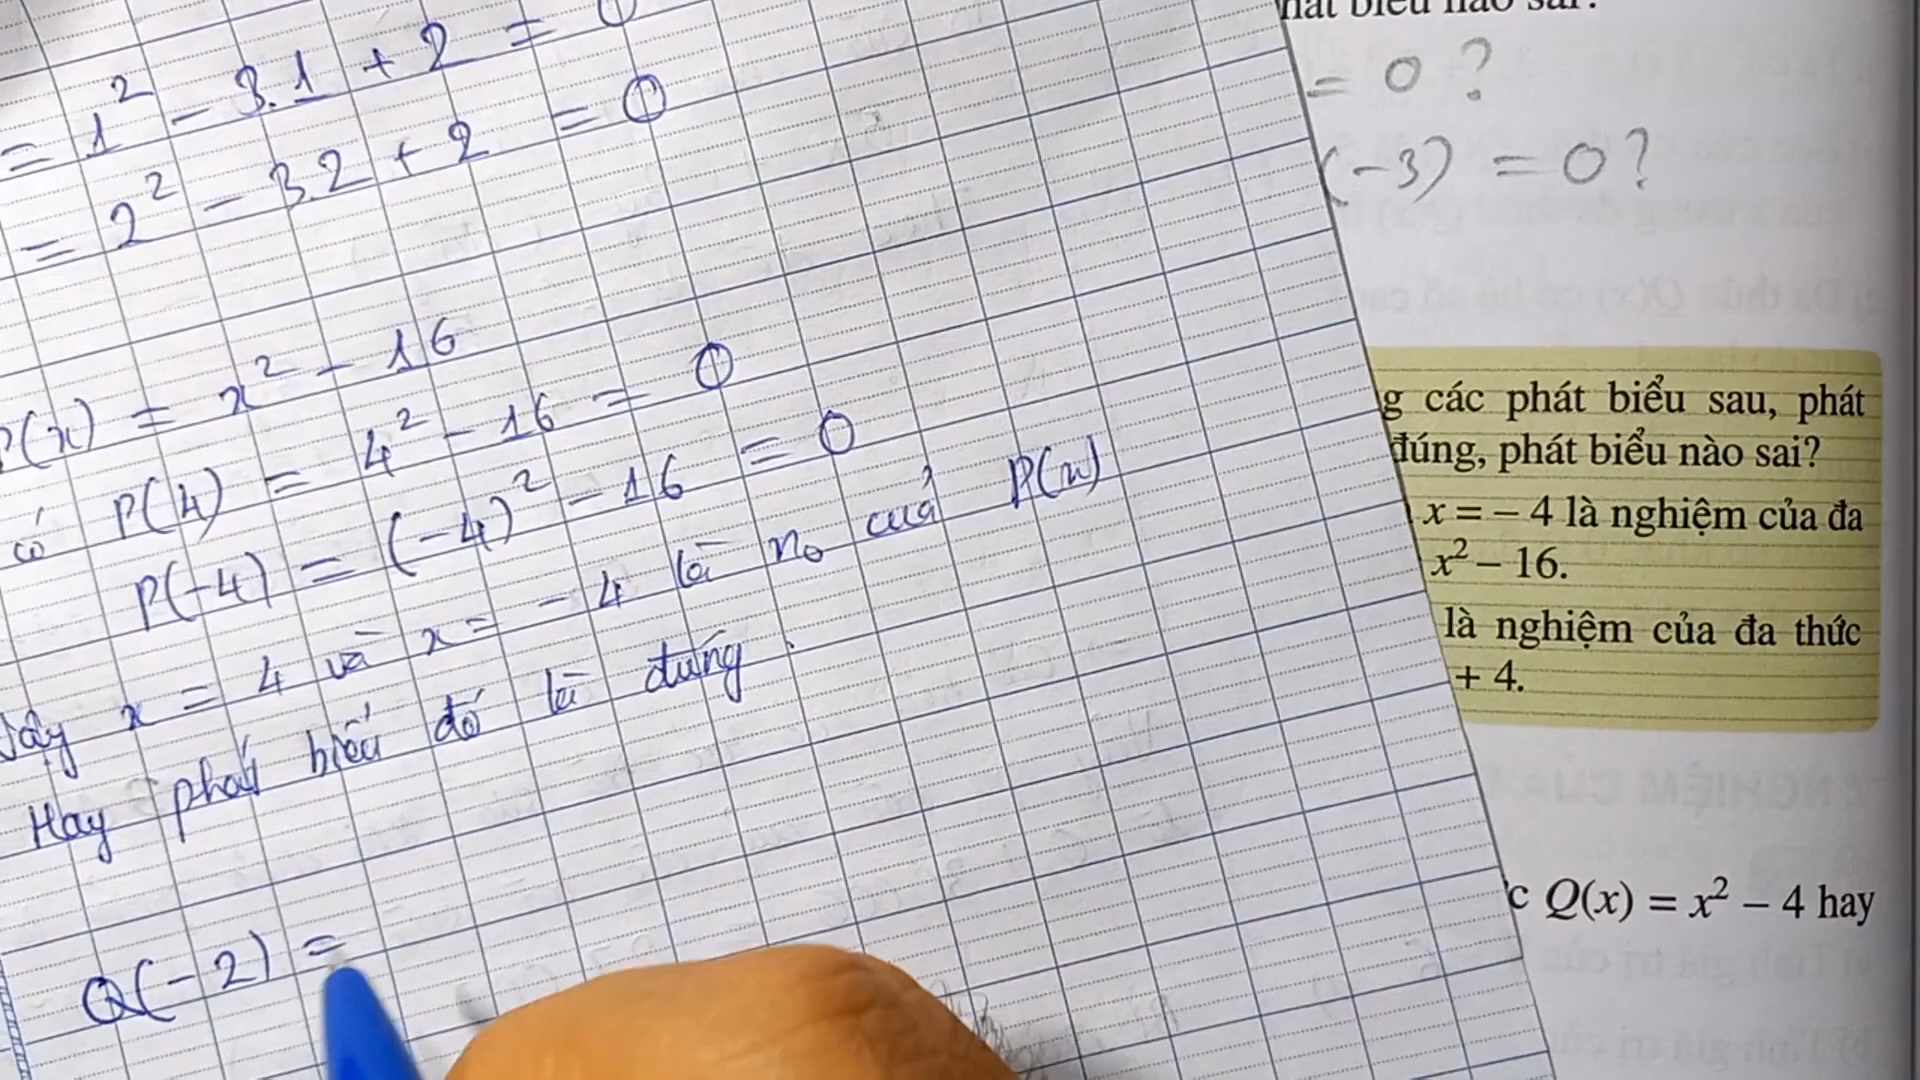 = 1² - 3.1 + 2 = 0
= 2² - 3.2 + 2 = 0
P(x) = x² - 16
có P(4) = 4² - 16 = 0
P(-4) = (-4)² - 16 = 0
Vậy x = 4 và x = -4 là no của P(x)
Hay phát biểu đó là đúng.
Q(-2) =
nào sai?
= 0 ?
(-3) = 0 ?
g các phát biểu sau, phát
đúng, phát biểu nào sai?
x = – 4 là nghiệm của đa
x² – 16.
là nghiệm của đa thức
+ 4.
c Q(x) = x² – 4 hay